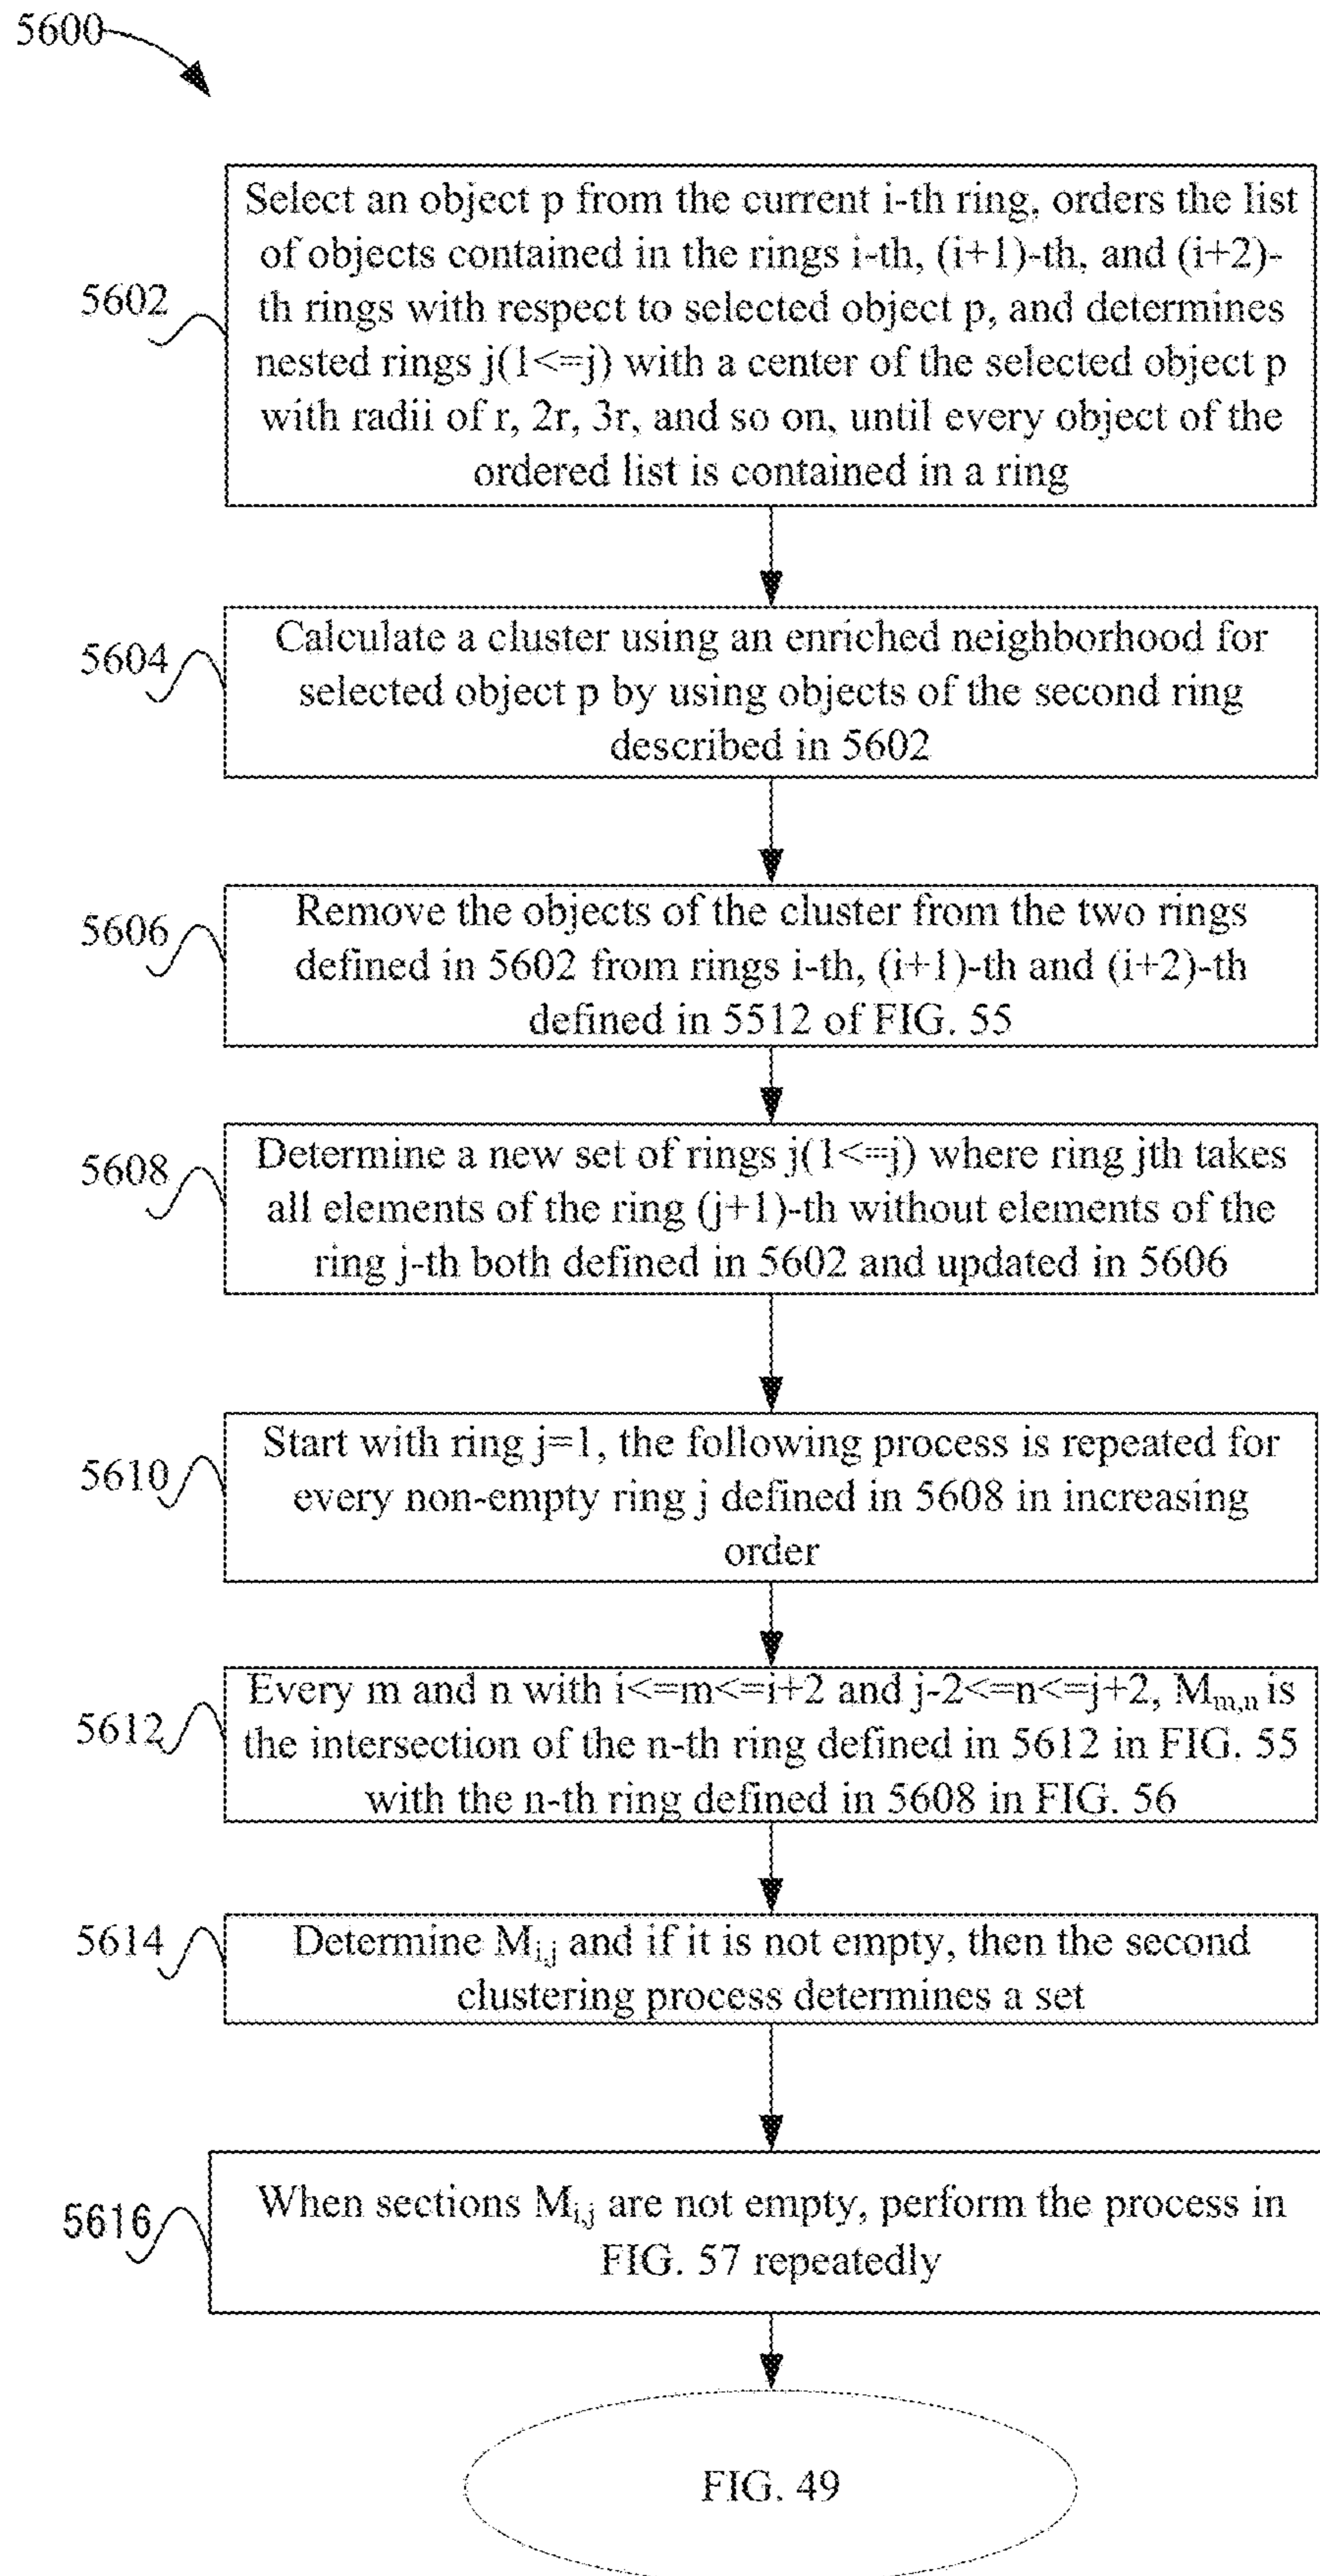 5600
Select an object p from the current i-th ring, orders the list
of objects contained in the rings i-th, (i+1)-th, and (i+2)-
th rings with respect to selected object p, and determines
nested rings j(1<=j) with a center of the selected object p
with radii of r, 2r, 3r, and so on, until every object of the
ordered list is contained in a ring
5602
Calculate a cluster using an enriched neighborhood for
selected object p by using objects of the second ring
described in 5602
5604
Remove the objects of the cluster from the two rings
defined in 5602 from rings i-th, (i+1)-th and (i+2)-th
defined in 5512 of FIG. 55
5606
Determine a new set of rings j(1<=j) where ring jth takes
all elements of the ring (j+1)-th without elements of the
ring j-th both defined in 5602 and updated in 5606
5608
Start with ring j=1, the following process is repeated for
every non-empty ring j defined in 5608 in increasing
order
5610
Every m and n with i<=m<=i+2 and j-2<=n<=j+2, Mm,n is
the intersection of the n-th ring defined in 5612 in FIG. 55
with the n-th ring defined in 5608 in FIG. 56
5612
Determine Mi,j and if it is not empty, then the second
clustering process determines a set
5614
When sections Mi,j are not empty, perform the process in
FIG. 57 repeatedly
5616
FIG. 49